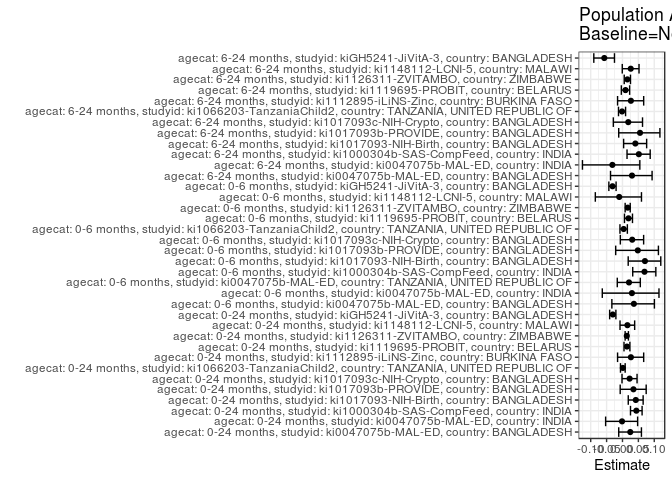 Population A
Baseline=N
agecat: 6-24 months, studyid: kiGH5241-JiVitA-3, country: BANGLADESH
agecat: 6-24 months, studyid: ki1148112-LCNI-5, country: MALAWI
agecat: 6-24 months, studyid: ki1126311-ZVITAMBO, country: ZIMBABWE
agecat: 6-24 months, studyid: ki1119695-PROBIT, country: BELARUS
agecat: 6-24 months, studyid: ki1112895-iLiNS-Zinc, country: BURKINA FASO
agecat: 6-24 months, studyid: ki1066203-TanzaniaChild2, country: TANZANIA, UNITED REPUBLIC OF
agecat: 6-24 months, studyid: ki1017093c-NIH-Crypto, country: BANGLADESH
agecat: 6-24 months, studyid: ki1017093b-PROVIDE, country: BANGLADESH
agecat: 6-24 months, studyid: ki1017093-NIH-Birth, country: BANGLADESH
agecat: 6-24 months, studyid: ki1000304b-SAS-CompFeed, country: INDIA
agecat: 6-24 months, studyid: ki0047075b-MAL-ED, country: INDIA
agecat: 6-24 months, studyid: ki0047075b-MAL-ED, country: BANGLADESH
agecat: 0-6 months, studyid: kiGH5241-JiVitA-3, country: BANGLADESH
agecat: 0-6 months, studyid: ki1148112-LCNI-5, country: MALAWI
agecat: 0-6 months, studyid: ki1126311-ZVITAMBO, country: ZIMBABWE
agecat: 0-6 months, studyid: ki1119695-PROBIT, country: BELARUS
agecat: 0-6 months, studyid: ki1066203-TanzaniaChild2, country: TANZANIA, UNITED REPUBLIC OF
agecat: 0-6 months, studyid: ki1017093c-NIH-Crypto, country: BANGLADESH
agecat: 0-6 months, studyid: ki1017093b-PROVIDE, country: BANGLADESH
agecat: 0-6 months, studyid: ki1017093-NIH-Birth, country: BANGLADESH
agecat: 0-6 months, studyid: ki1000304b-SAS-CompFeed, country: INDIA
agecat: 0-6 months, studyid: ki0047075b-MAL-ED, country: TANZANIA, UNITED REPUBLIC OF
agecat: 0-6 months, studyid: ki0047075b-MAL-ED, country: INDIA
agecat: 0-6 months, studyid: ki0047075b-MAL-ED, country: BANGLADESH
agecat: 0-24 months, studyid: kiGH5241-JiVitA-3, country: BANGLADESH
agecat: 0-24 months, studyid: ki1148112-LCNI-5, country: MALAWI
agecat: 0-24 months, studyid: ki1126311-ZVITAMBO, country: ZIMBABWE
agecat: 0-24 months, studyid: ki1119695-PROBIT, country: BELARUS
agecat: 0-24 months, studyid: ki1112895-iLiNS-Zinc, country: BURKINA FASO
agecat: 0-24 months, studyid: ki1066203-TanzaniaChild2, country: TANZANIA, UNITED REPUBLIC OF
agecat: 0-24 months, studyid: ki1017093c-NIH-Crypto, country: BANGLADESH
agecat: 0-24 months, studyid: ki1017093b-PROVIDE, country: BANGLADESH
agecat: 0-24 months, studyid: ki1017093-NIH-Birth, country: BANGLADESH
agecat: 0-24 months, studyid: ki1000304b-SAS-CompFeed, country: INDIA
agecat: 0-24 months, studyid: ki0047075b-MAL-ED, country: INDIA
agecat: 0-24 months, studyid: ki0047075b-MAL-ED, country: BANGLADESH
-0.10-0.050.000.050.10
Estimate